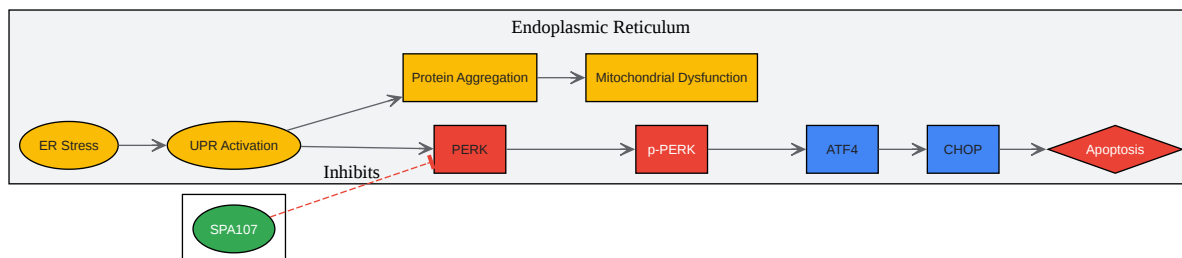 Endoplasmic Reticulum
Protein Aggregation
Mitochondrial Dysfunction
ER Stress
UPR Activation
PERK
p-PERK
ATF4
CHOP
Apoptosis
Inhibits
SPA107